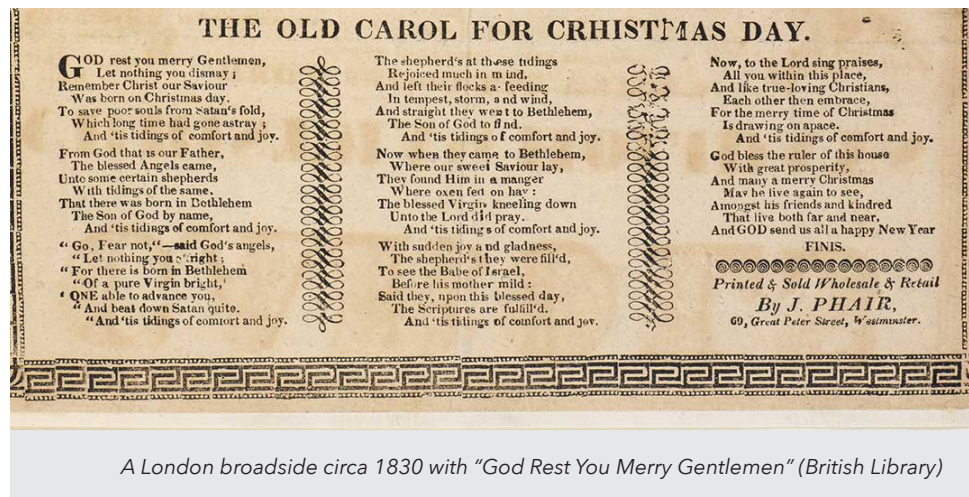 THE OLD CAROL FOR CRHISTMAS DAY.
GOD rest you merry Gentlemen,
Let nothing you dismay ;
Remember Christ our Saviour
Was born on Christmas day.
To save poor souls from Satan's fold,
Which long time had gone astray ;
And 'tis tidings of comfort and joy.
From God that is our Father,
The blessed Angels came,
Unto some certain shepherds
With tidings of the same.
That there was born in Bethlehem
The Son of God by name,
And 'tis tidings of comfort and joy.
“ Go, Fear not,“—said God's angels,
“ Let nothing you
“ For there is born in Bethlehem
“Of a pure Virgin bright,'
‘ ONE able to advance you,
“And beat down Satan quite.
“And 'tis tidings of comfort and joy.
The shepherd's at these tidings
Rejoiced much in mind,
And left their flocks a- feeding
In tempest, storm, and wind,
And straight they went to Bethlehem,
The Son of God to find.
And 'tis tidings of comfort and joy.
Now when they came to Bethlehem,
Where our sweet Saviour lay,
They found Him in a manger
Where oxen fed on hay :
The blessed Virgin kneeling down
Unto the Lord did pray.
And 'tis tidings of comfort and joy.
With sudden joy and gladness,
The shepherd's they were fill'd,
To see the Babe of Israel,
Before his mother mild :
Said they, upon this blessed day,
The Scriptures are fulfill'd.
And 'tis tidings of comfort and joy.
Now, to the Lord sing praises,
All you within this place,
And like true-loving Christians,
Each other then embrace,
For the merry time of Christmas
Is drawing on apace.
And 'tis tidings of comfort and joy.
God bless the ruler of this house
With great prosperity,
And many a merry Christmas
May he live again to see,
Amongst his friends and kindred
That live both far and near,
And GOD send us all a happy New Year
FINIS.
Printed & Sold Wholesale & Retail
By J. PHAIR,
69, Great Peter Street, Westminster.
A London broadside circa 1830 with “God Rest You Merry Gentlemen” (British Library)